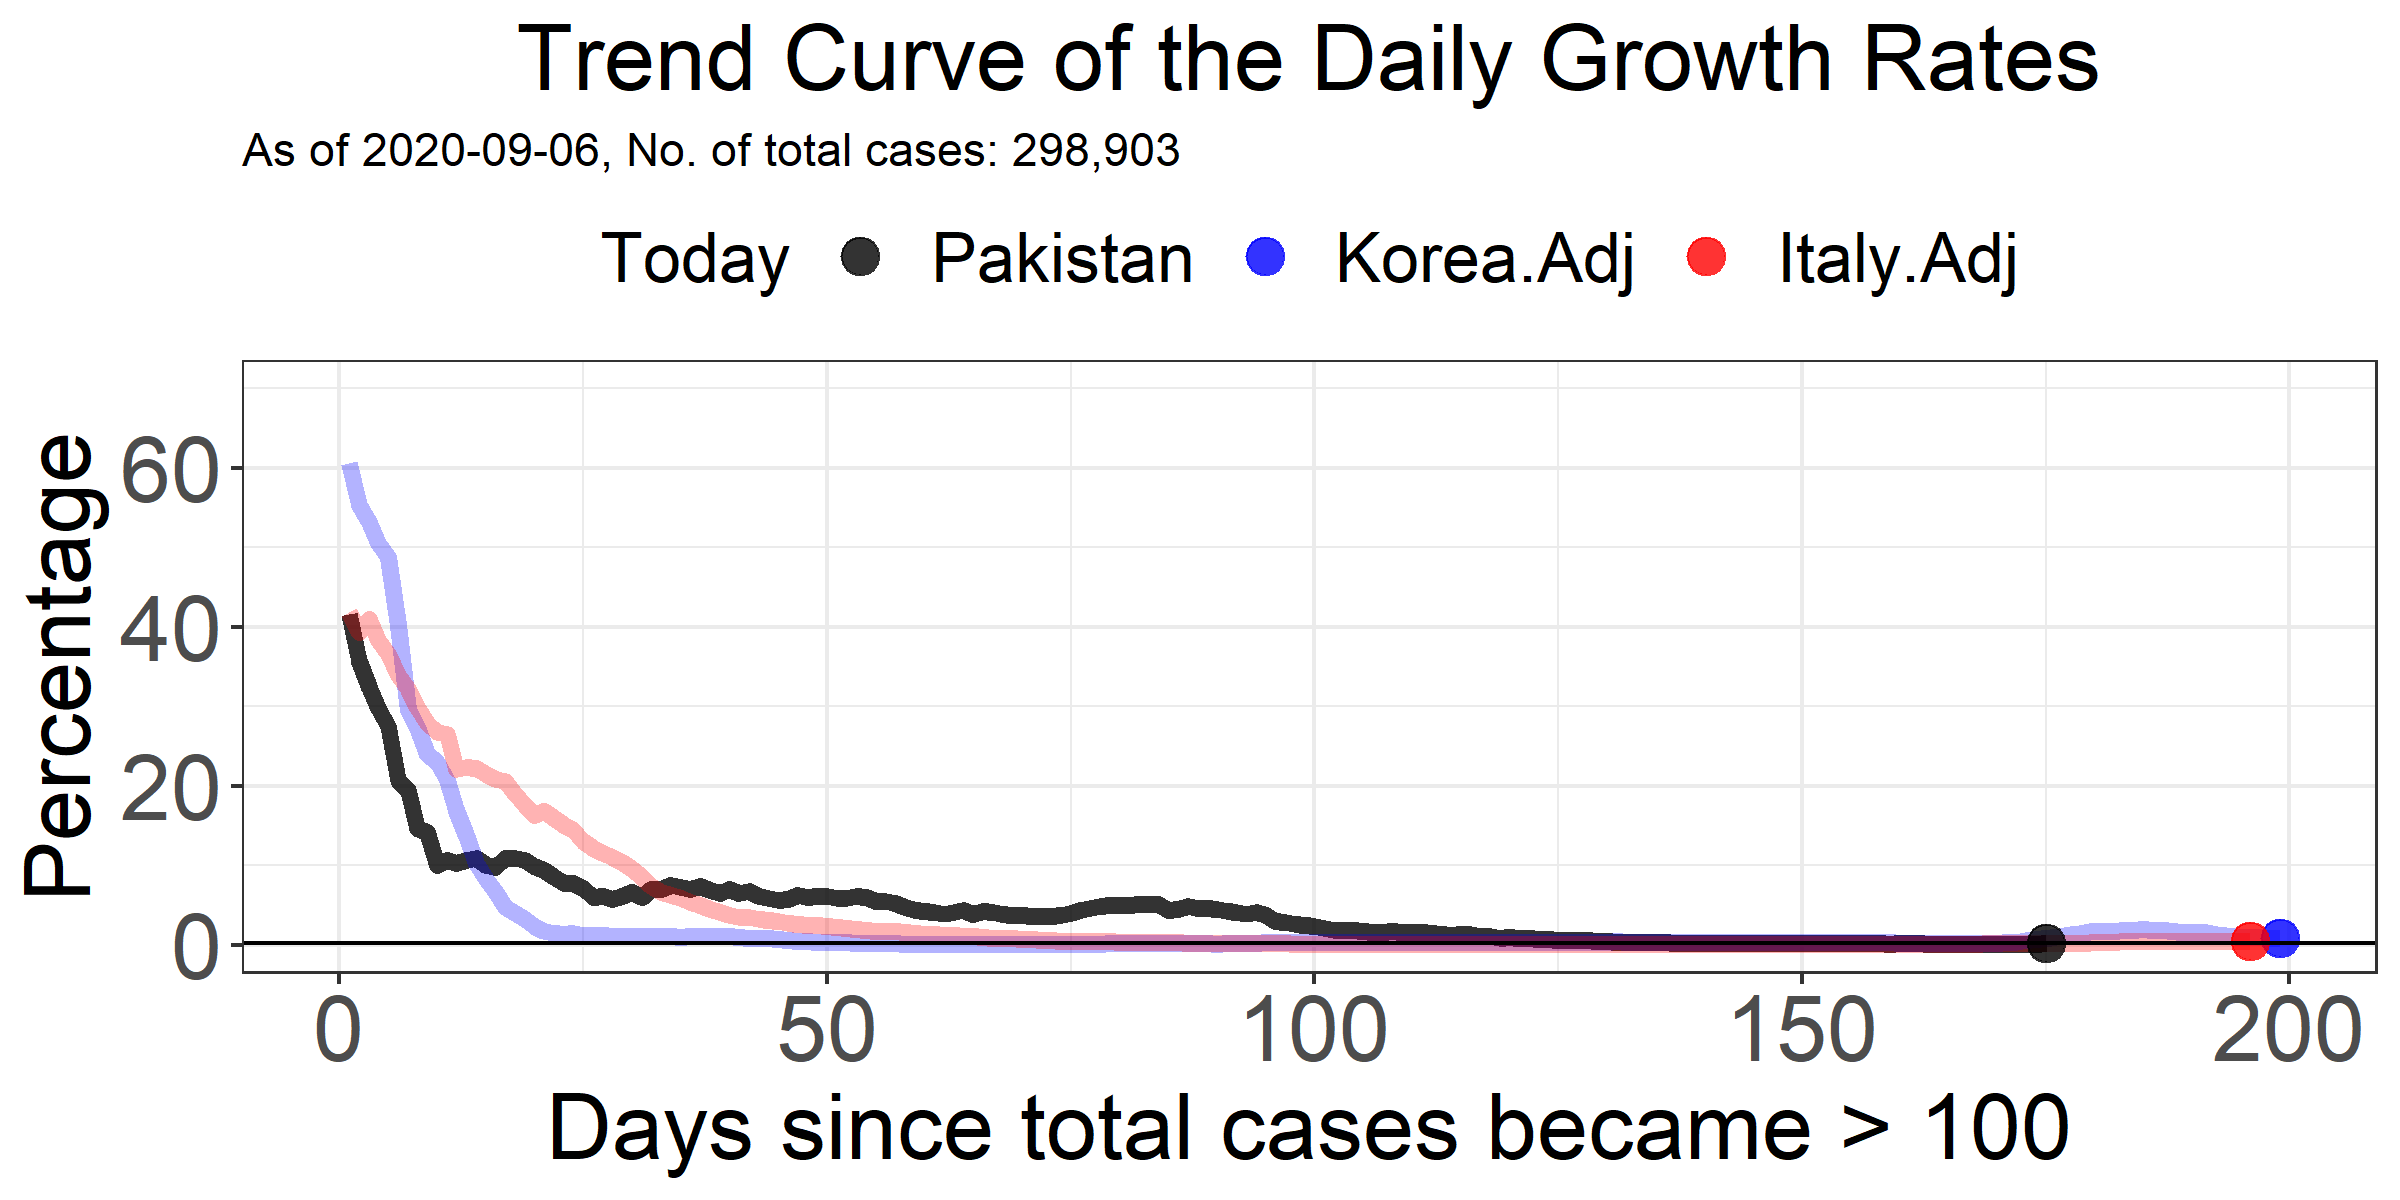 Trend Curve of the Daily Growth Rates
As of 2020-09-06, No. of total cases: 298,903
Today Pakistan Korea.Adj Italy.Adj
Percentage
60
40
20
0
0 50 100 150 200
Days since total cases became > 100